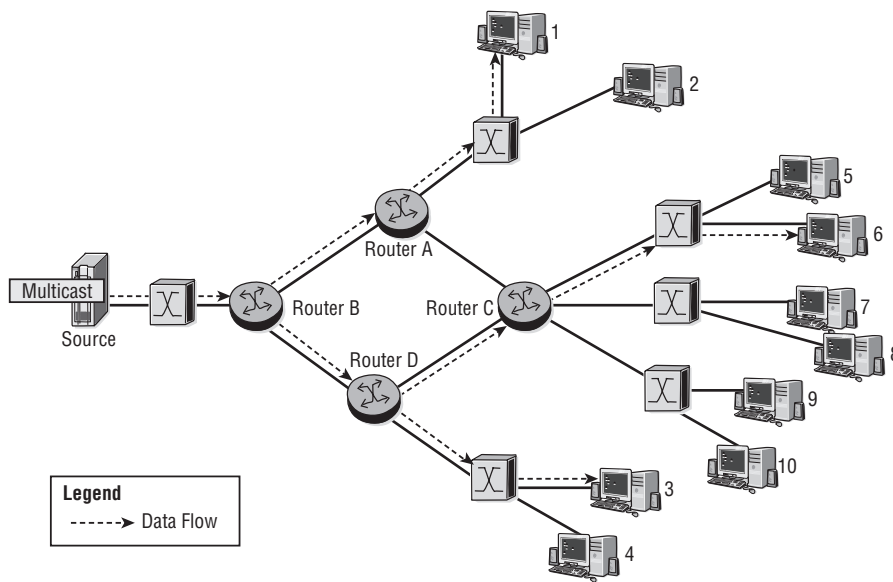 1
2
5
Router A
6
Multicast
Router B
Router C
7
Source
8
Router D
9
10
Legend
3
Data Flow
4